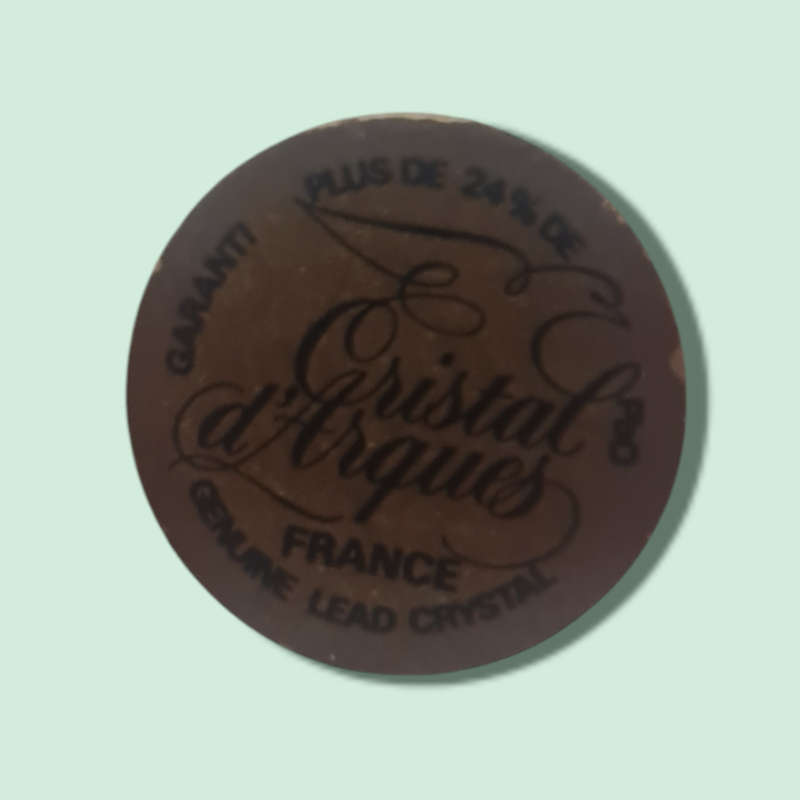 GARANTI PLUS DE 24% DE PbO
Cristal
d'Arques
FRANCE
GENUINE LEAD CRYSTAL